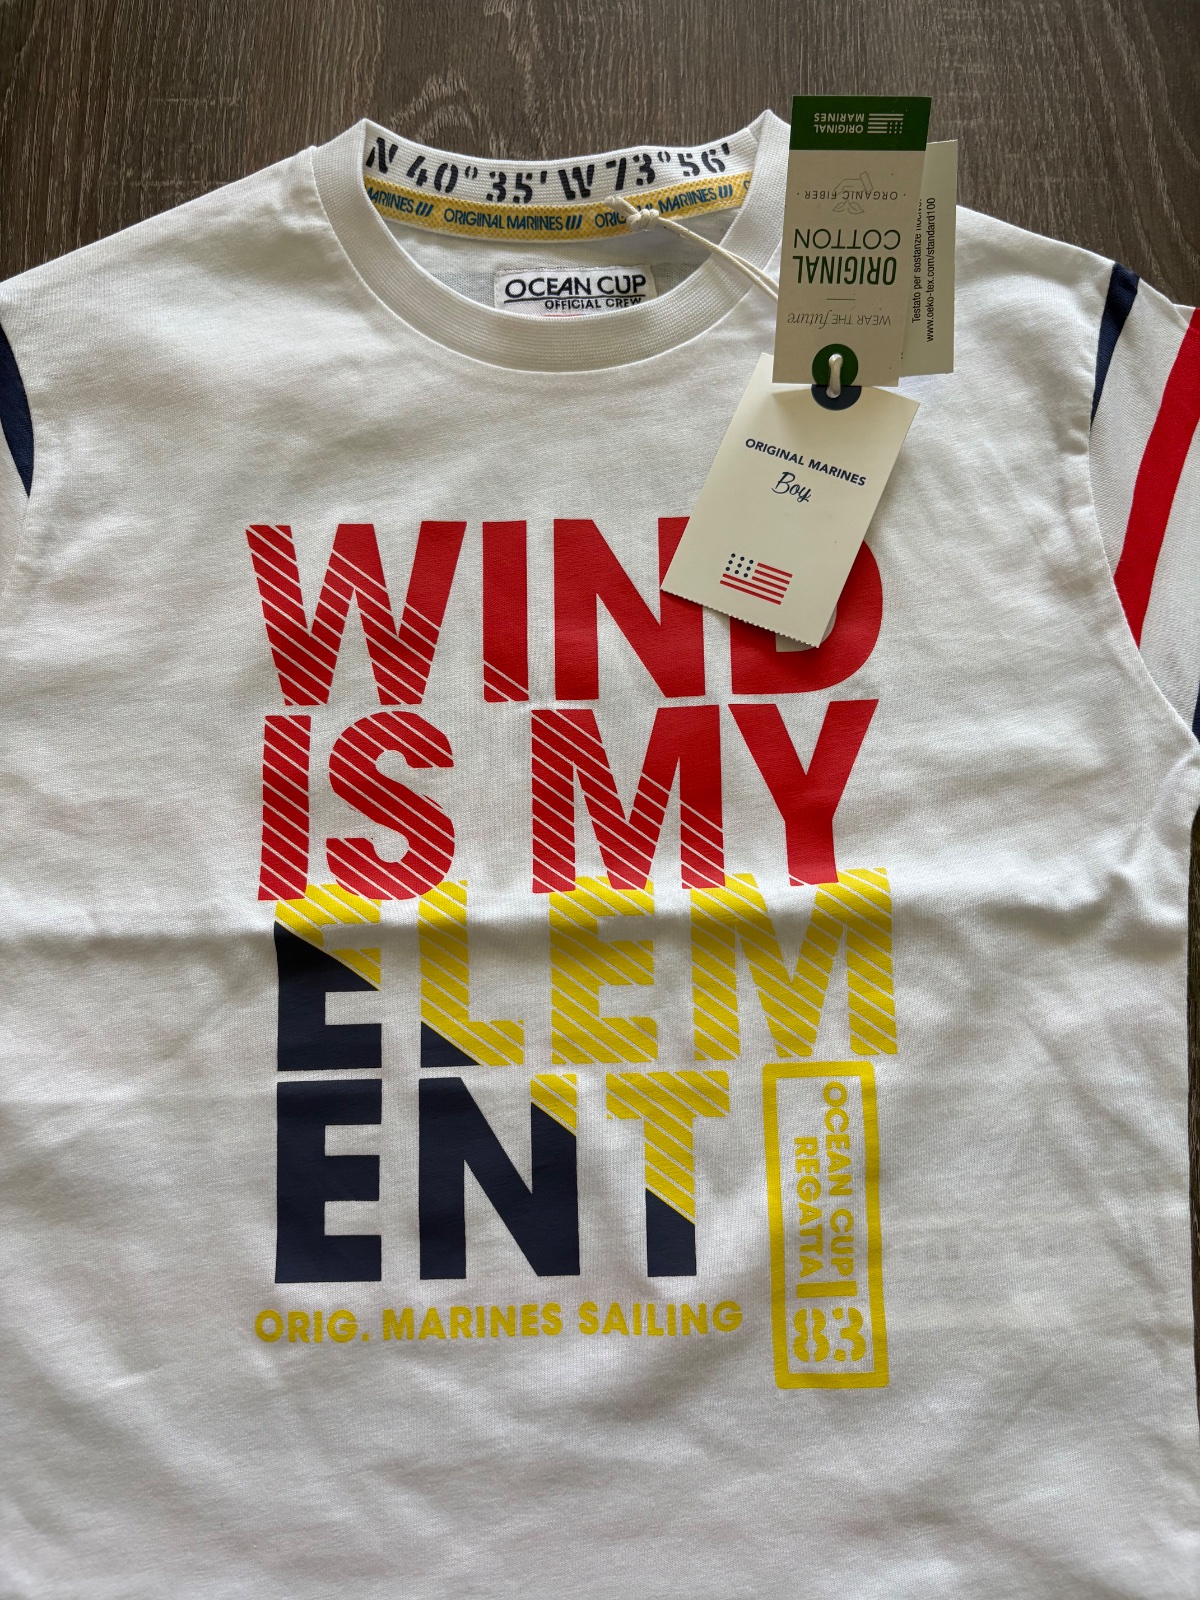 N 40° 35' W 73° 56'
MARINES ORIGINAL MARINES ORIG MARINES
OCEAN CUP
OFFICIAL CREW
ORIGINAL
MARINES
· ORGANIC FIBER ·
ORIGINAL
COTTON
WEAR THE future
Testato per sostanze
www.oeko-tex.com/standard100
ORIGINAL MARINES
Boy
WIND
IS MY
ELEM
ENT
ORIG. MARINES SAILING
OCEAN CUP
REGATTA
83